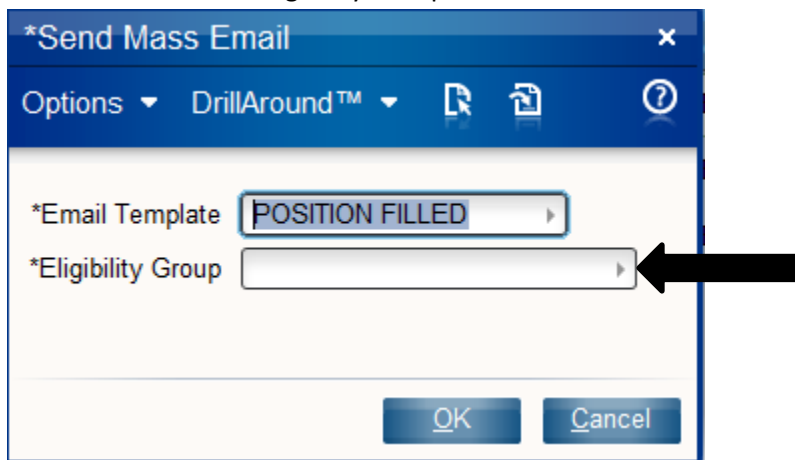 *Send Mass Email
Options DrillAround™
*Email Template POSITION FILLED
*Eligibility Group
OK Cancel